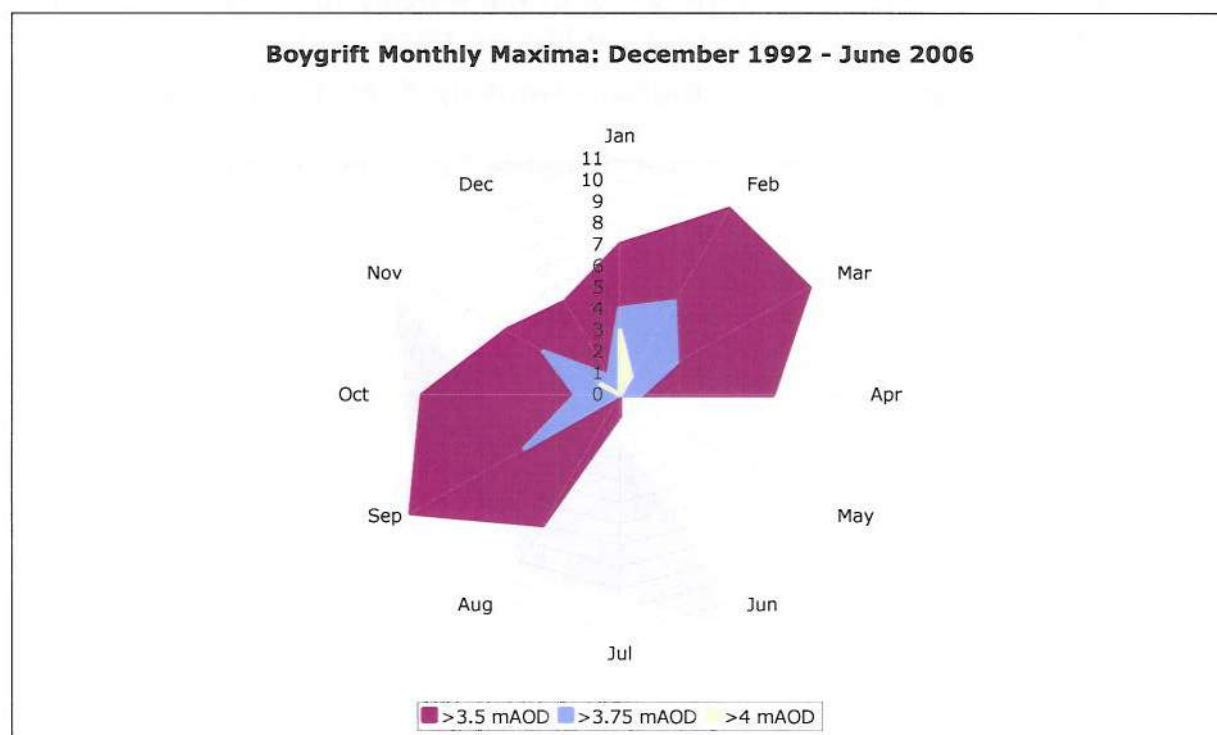 Boygrift Monthly Maxima: December 1992 - June 2006
Jan
11
10
9
8
7
6
5
4
3
2
1
0
Feb
Mar
Apr
May
Jun
Jul
Aug
Sep
Oct
Nov
Dec
>3.5 mAOD >3.75 mAOD >4 mAOD